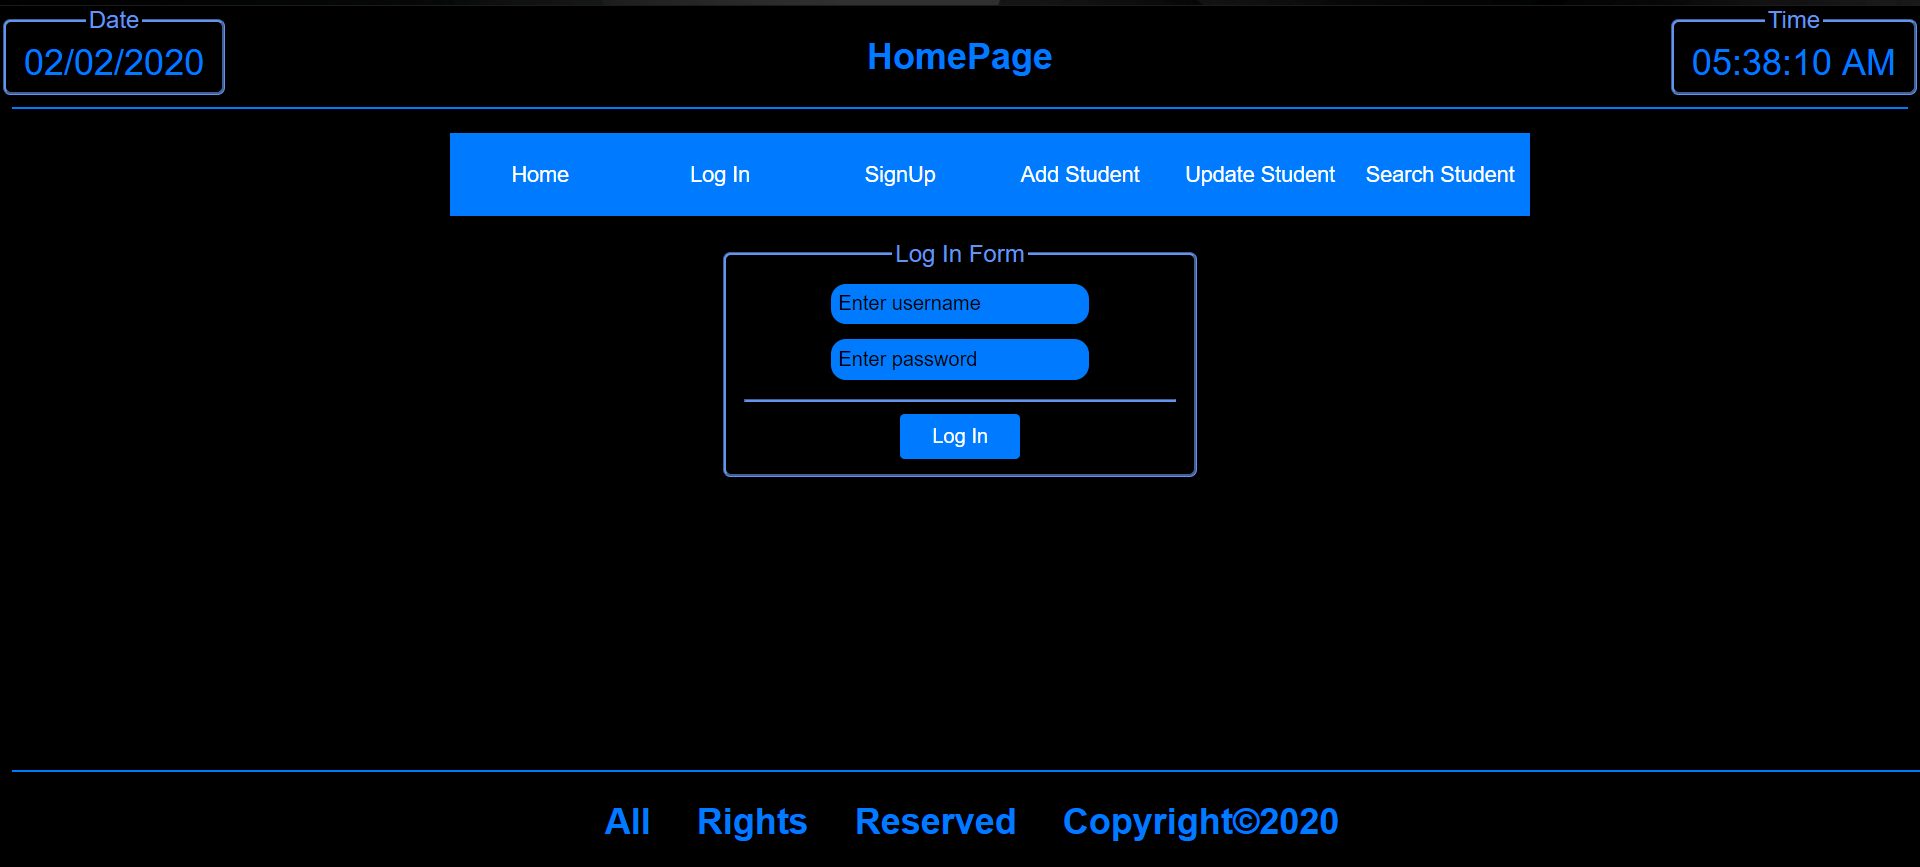 Date
02/02/2020
HomePage
Time
05:38:10 AM
Home Log In SignUp Add Student Update Student Search Student
Log In Form
Enter username
Enter password
Log In
All Rights Reserved Copyright©2020